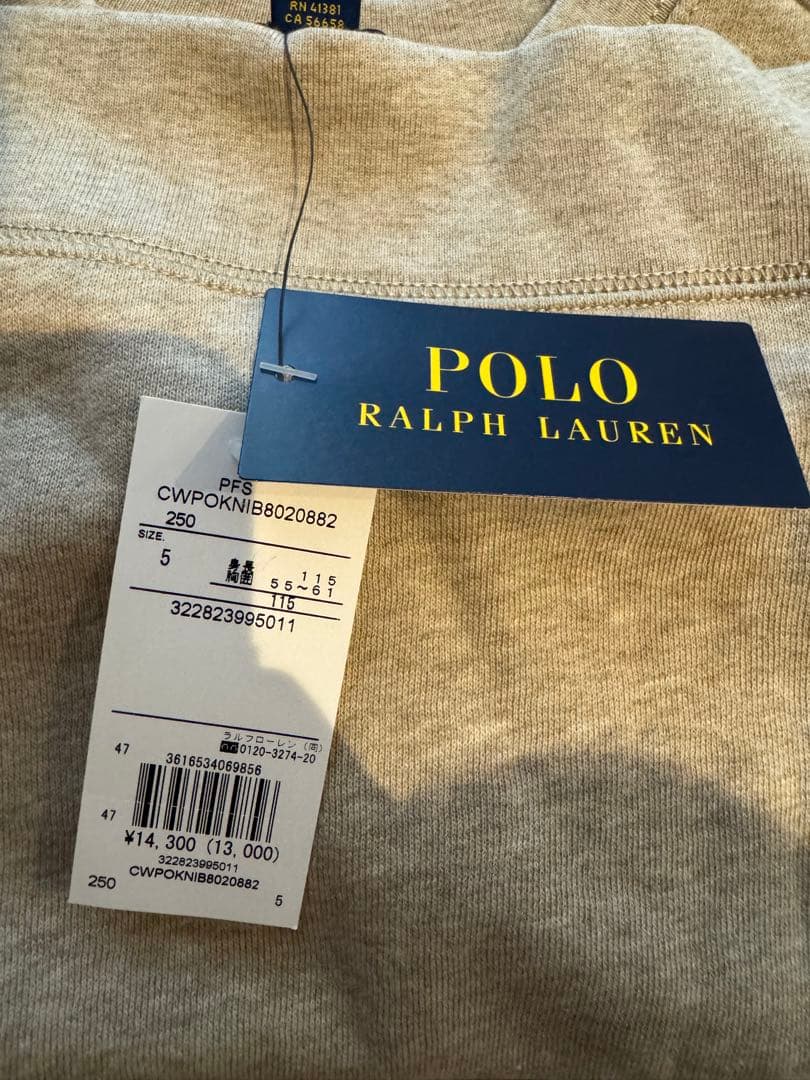 RN 41381
CA 56658
POLO
RALPH LAUREN
PFS
CWPOKNIB8020882
250
SIZE.
5
身長 115
胸囲 55~61
115
322823995011
ラルフローレン(同)
0120-3274-20
47
3616534069856
47
¥14,300 (13,000)
322823995011
CWPOKNIB8020882
250
5